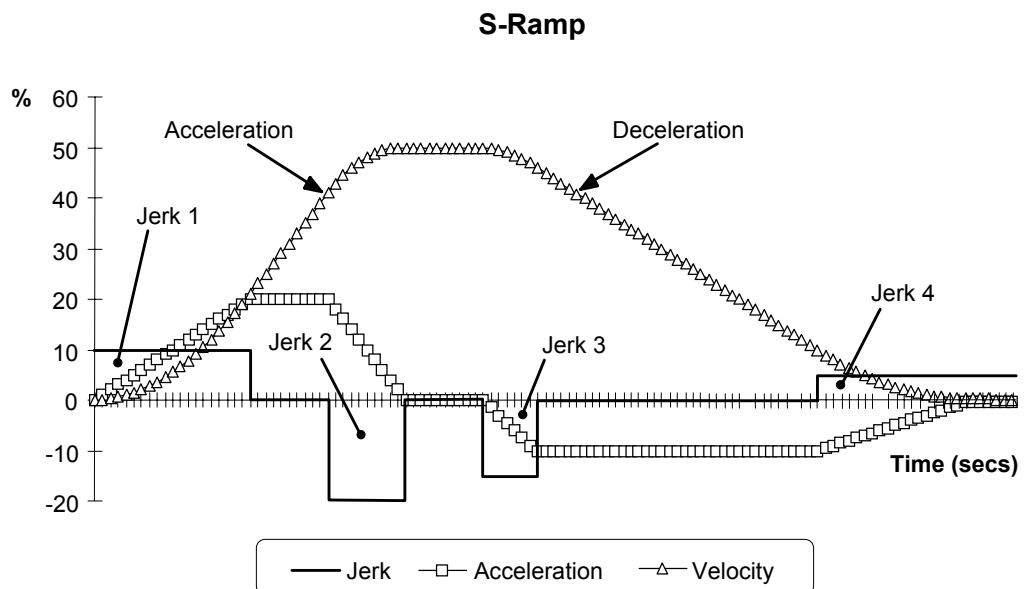 S-Ramp
%
60
50
40
30
20
10
0
-10
-20
Acceleration
Deceleration
Jerk 1
Jerk 2
Jerk 3
Jerk 4
Time (secs)
Jerk Acceleration Velocity